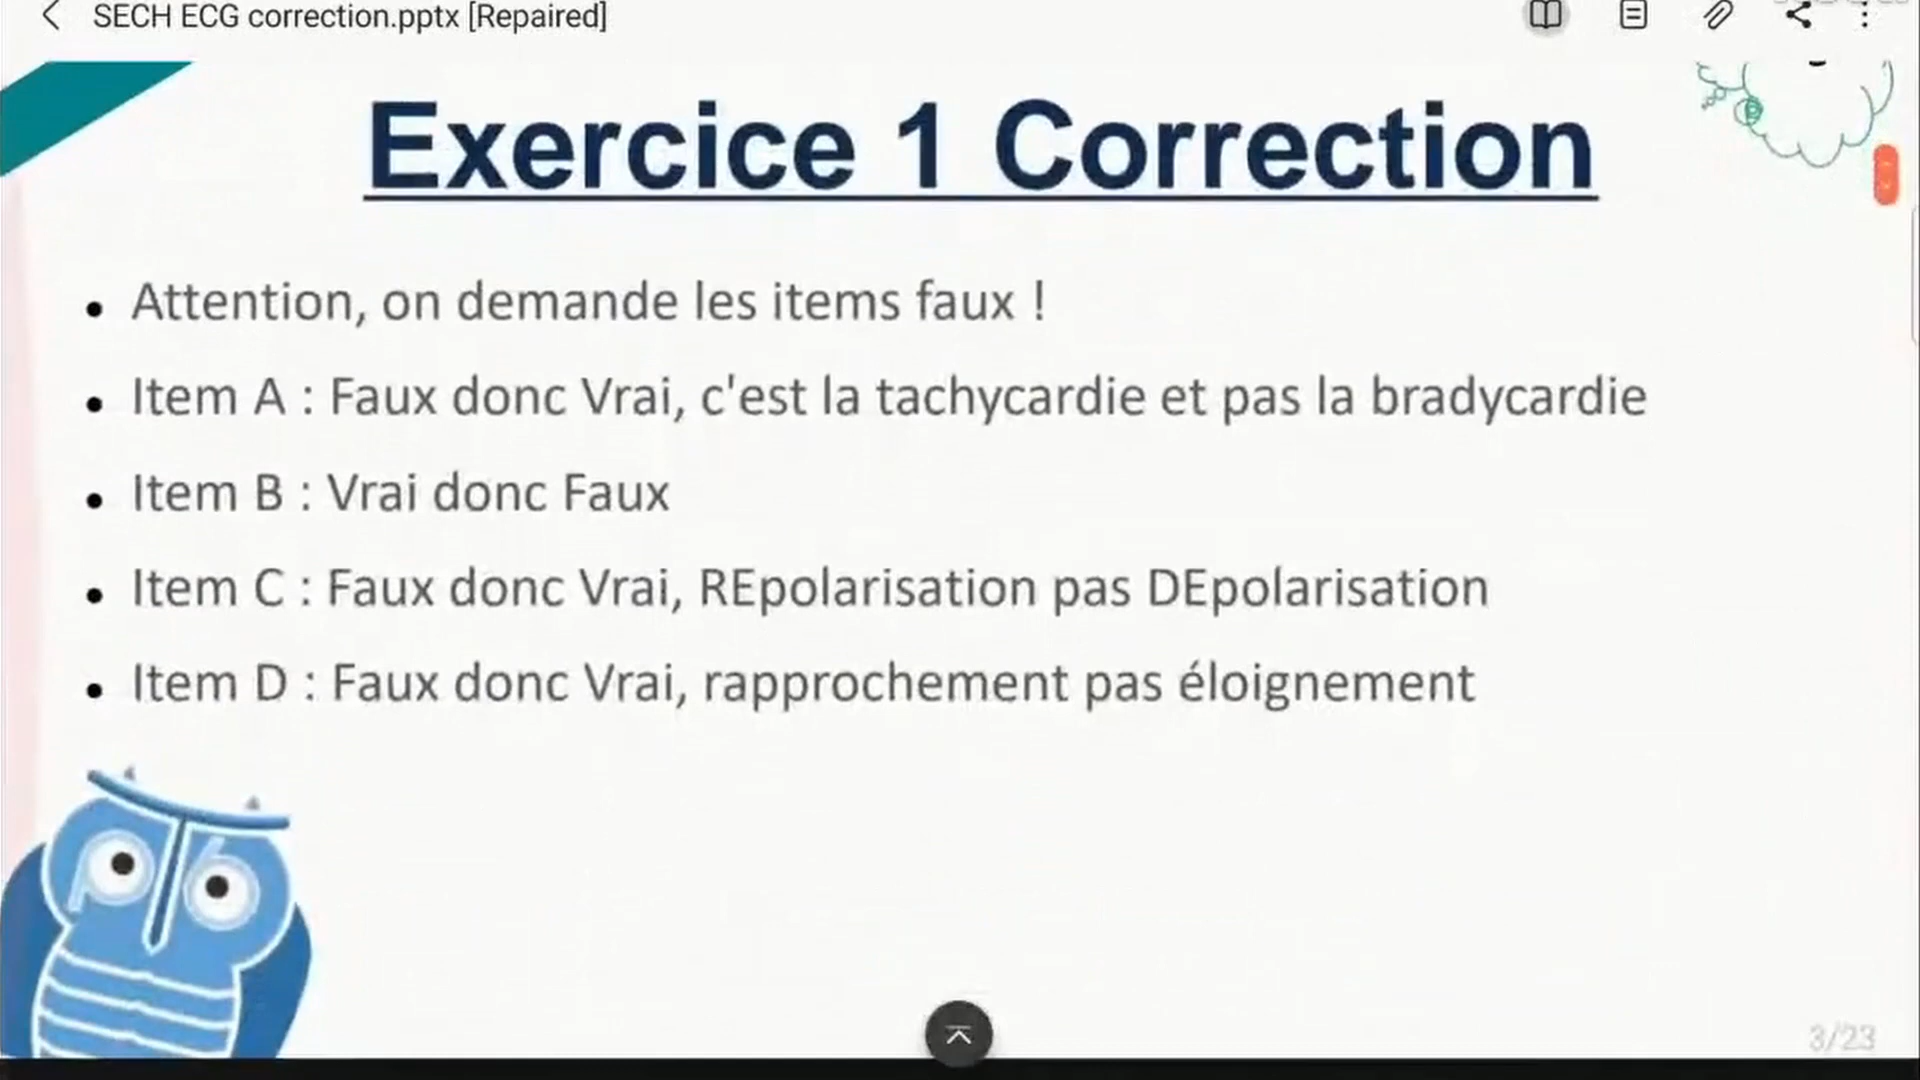 SECH ECG correction.pptx [Repaired]
Exercice 1 Correction
Attention, on demande les items faux !
Item A : Faux donc Vrai, c'est la tachycardie et pas la bradycardie
Item B : Vrai donc Faux
Item C : Faux donc Vrai, REpolarisation pas DEpolarisation
Item D : Faux donc Vrai, rapprochement pas éloignement
3/23